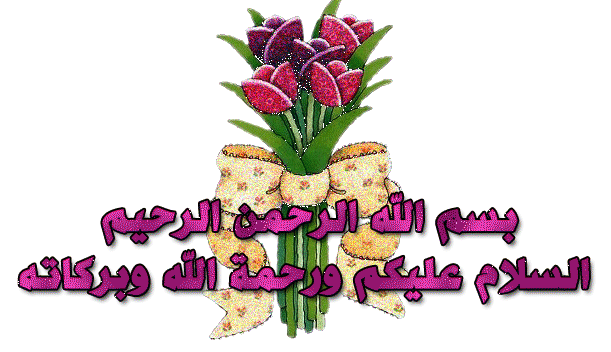 بسم الله الرحمن الرحيم
السلام عليكم ورحمة الله وبركاته